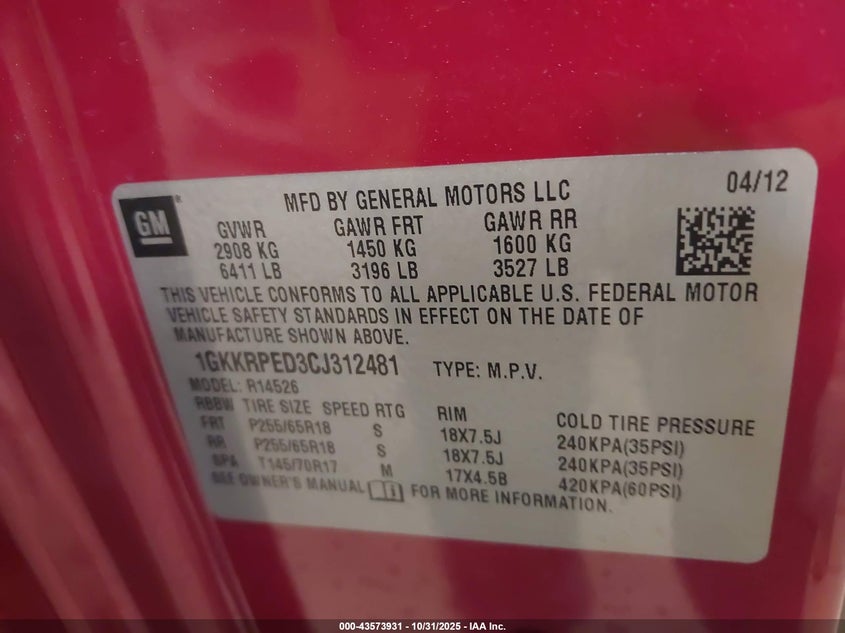 GM
MFD BY GENERAL MOTORS LLC
04/12
GVWR GAWR FRT GAWR RR
2908 KG 1450 KG 1600 KG
6411 LB 3196 LB 3527 LB
THIS VEHICLE CONFORMS TO ALL APPLICABLE U.S. FEDERAL MOTOR
VEHICLE SAFETY STANDARDS IN EFFECT ON THE DATE OF
MANUFACTURE SHOWN ABOVE.
1GKKRPED3CJ312481 TYPE: M.P.V.
MODEL: R14526
RBBW TIRE SIZE SPEED RTG RIM COLD TIRE PRESSURE
FRT P255/65R18 S 18X7.5J 240KPA(35PSI)
RR P255/65R18 S 18X7.5J 240KPA(35PSI)
SPA T145/70R17 M 17X4.5B 420KPA(60PSI)
SEE OWNER'S MANUAL FOR MORE INFORMATION.
000-43573931 - 10/31/2025 - IAA Inc.